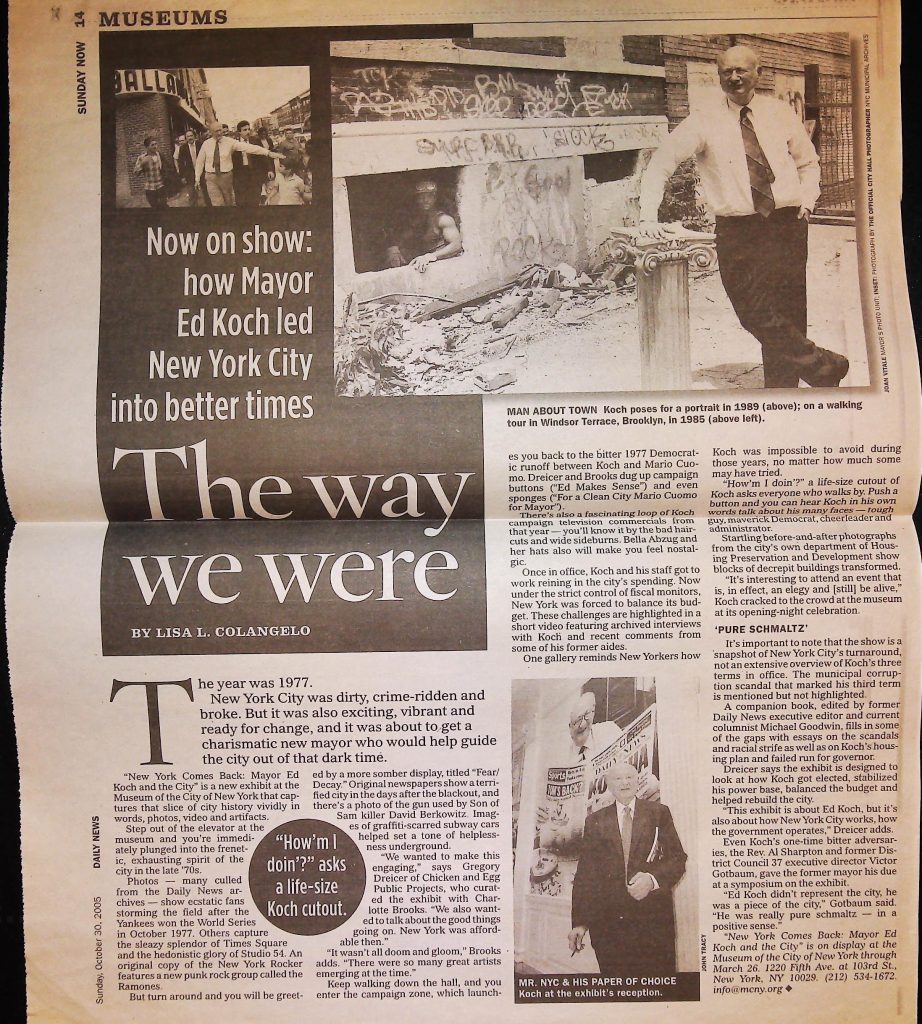 SUNDAY NOW 14
MUSEUMS
BALLA
Now on show:
how Mayor
Ed Koch led
New York City
into better times
JOAN VITALE MAYOR'S PHOTO UNIT; INSET: PHOTOGRAPH BY THE OFFICIAL CITY HALL PHOTOGRAPHER NYC MUNICIPAL ARCHIVES
MAN ABOUT TOWN Koch poses for a portrait in 1989 (above); on a walking
tour in Windsor Terrace, Brooklyn, in 1985 (above left).
The way
we were
BY LISA L. COLANGELO
The year was 1977.
New York City was dirty, crime-ridden and
broke. But it was also exciting, vibrant and
ready for change, and it was about to get a
charismatic new mayor who would help guide
the city out of that dark time.
"New York Comes Back: Mayor Ed
Koch and the City" is a new exhibit at the
Museum of the City of New York that cap-
tures that slice of city history vividly in
words, photos, video and artifacts.
Step out of the elevator at the
museum and you're immedi-
ately plunged into the frenet-
ic, exhausting spirit of the
city in the late '70s.
Photos — many culled
from the Daily News ar-
chives — show ecstatic fans
storming the field after the
Yankees won the World Series
in October 1977. Others capture
the sleazy splendor of Times Square
and the hedonistic glory of Studio 54. An
original copy of the New York Rocker
features a new punk rock group called the
Ramones.
But turn around and you will be greet-
ed by a more somber display, titled "Fear/
Decay." Original newspapers show a terri-
fied city in the days after the blackout, and
there's a photo of the gun used by Son of
Sam killer David Berkowitz. Imag-
es of graffiti-scarred subway cars
helped set a tone of helpless-
ness underground.
"We wanted to make this
engaging," says Gregory
Dreicer of Chicken and Egg
Public Projects, who curat-
ed the exhibit with Char-
lotte Brooks. "We also want-
ed to talk about the good things
going on. New York was afford-
able then."
"It wasn't all doom and gloom," Brooks
adds. "There were so many great artists
emerging at the time."
Keep walking down the hall, and you
enter the campaign zone, which launch-
"How'm I
doin'?" asks
a life-size
Koch cutout.
es you back to the bitter 1977 Democrat-
ic runoff between Koch and Mario Cuo-
mo. Dreicer and Brooks dug up campaign
buttons ("Ed Makes Sense") and even
sponges ("For a Clean City Mario Cuomo
for Mayor").
There's also a fascinating loop of Koch
campaign television commercials from
that year — you'll know it by the bad hair-
cuts and wide sideburns. Bella Abzug and
her hats also will make you feel nostal-
gic.
Once in office, Koch and his staff got to
work reining in the city's spending. Now
under the strict control of fiscal monitors,
New York was forced to balance its bud-
get. These challenges are highlighted in a
short video featuring archived interviews
with Koch and recent comments from
some of his former aides.
One gallery reminds New Yorkers how
Koch was impossible to avoid during
those years, no matter how much some
may have tried.
"How'm I doin'?" a life-size cutout of
Koch asks everyone who walks by. Push a
button and you can hear Koch in his own
words talk about his many faces — tough
guy, maverick Democrat, cheerleader and
administrator.
Startling before-and-after photographs
from the city's own department of Hous-
ing Preservation and Development show
blocks of decrepit buildings transformed.
"It's interesting to attend an event that
is, in effect, an elegy and [still] be alive,"
Koch cracked to the crowd at the museum
at its opening-night celebration.
'PURE SCHMALTZ'
It's important to note that the show is a
snapshot of New York City's turnaround,
not an extensive overview of Koch's three
terms in office. The municipal corrup-
tion scandal that marked his third term
is mentioned but not highlighted.
A companion book, edited by former
Daily News executive editor and current
columnist Michael Goodwin, fills in some
of the gaps with essays on the scandals
and racial strife as well as on Koch's hous-
ing plan and failed run for governor.
Dreicer says the exhibit is designed to
look at how Koch got elected, stabilized
his power base, balanced the budget and
helped rebuild the city.
"This exhibit is about Ed Koch, but it's
also about how New York City works, how
the government operates," Dreicer adds.
Even Koch's one-time bitter adversar-
ies, the Rev. Al Sharpton and former Dis-
trict Council 37 executive director Victor
Gotbaum, gave the former mayor his due
at a symposium on the exhibit.
"Ed Koch didn't represent the city, he
was a piece of the city," Gotbaum said.
"He was really pure schmaltz — in a
positive sense."
"New York Comes Back: Mayor Ed
Koch and the City" is on display at the
Museum of the City of New York through
March 26. 1220 Fifth Ave. at 103rd St.,
New York, NY 10029. (212) 534-1672.
info@mcny.org ◆
JOHN TRACY
MR. NYC & HIS PAPER OF CHOICE
Koch at the exhibit's reception.
Sunday, October 30, 2005
DAILY NEWS